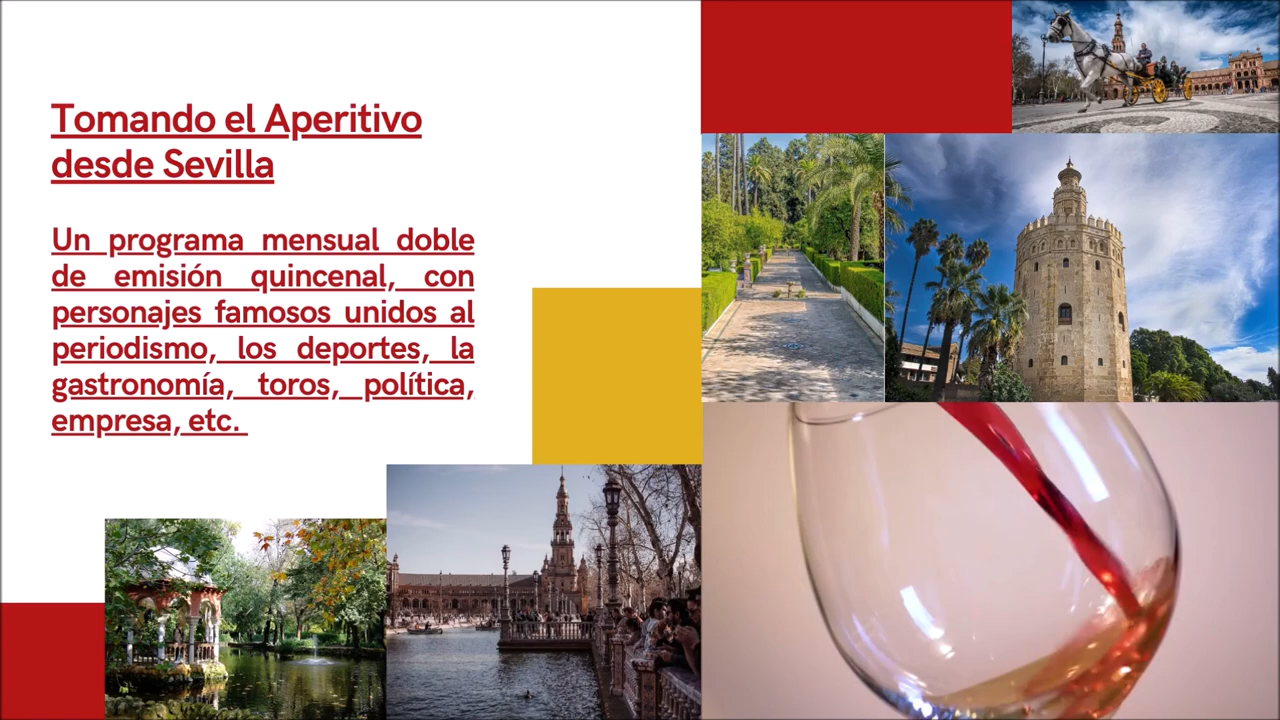 Tomando el Aperitivo
desde Sevilla
Un programa mensual doble
de emisión quincenal, con
personajes famosos unidos al
periodismo, los deportes, la
gastronomía, toros, política,
empresa, etc.